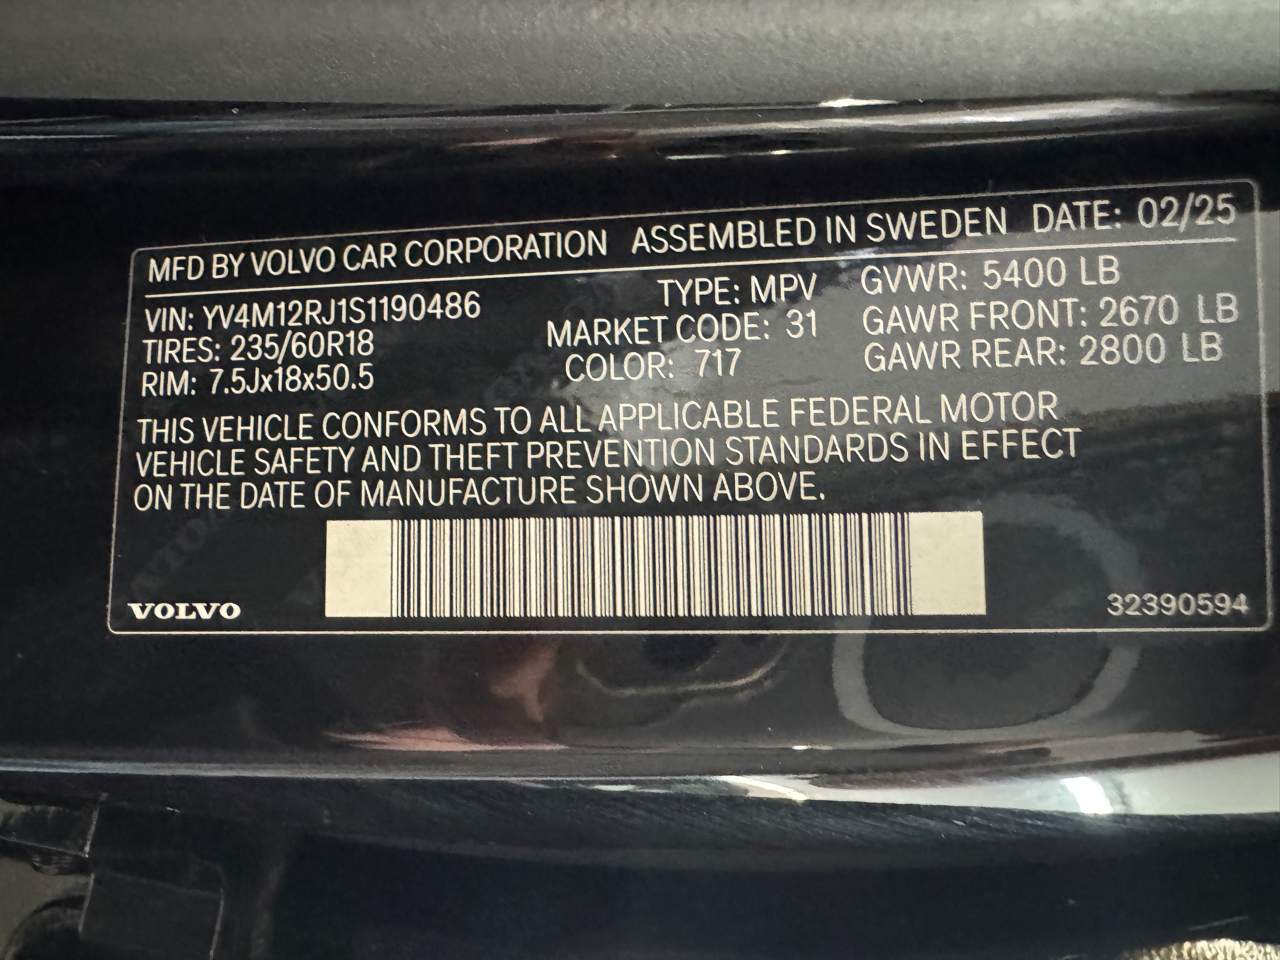 MFD BY VOLVO CAR CORPORATION ASSEMBLED IN SWEDEN DATE: 02/25
VIN: YV4M12RJ1S1190486 TYPE: MPV GVWR: 5400 LB
TIRES: 235/60R18 MARKET CODE: 31 GAWR FRONT: 2670 LB
RIM: 7.5Jx18x50.5 COLOR: 717 GAWR REAR: 2800 LB
THIS VEHICLE CONFORMS TO ALL APPLICABLE FEDERAL MOTOR
VEHICLE SAFETY AND THEFT PREVENTION STANDARDS IN EFFECT
ON THE DATE OF MANUFACTURE SHOWN ABOVE.
VOLVO 32390594